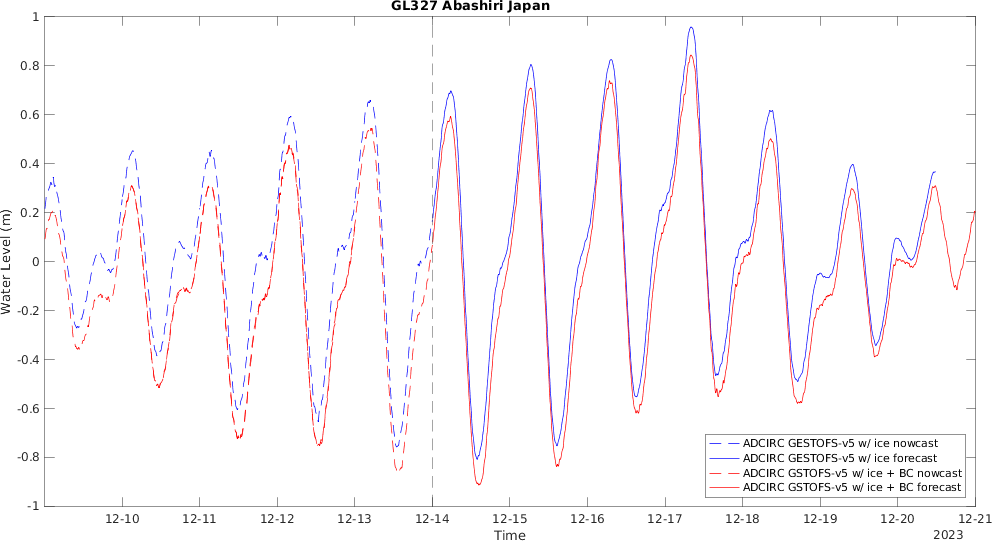 GL327 Abashiri Japan
1
0.8
0.6
0.4
0.2
0
-0.2
-0.4
-0.6
-0.8
-1
Water Level (m)
ADCIRC GESTOFS-v5 w/ ice nowcast
ADCIRC GESTOFS-v5 w/ ice forecast
ADCIRC GSTOFS-v5 w/ ice + BC nowcast
ADCIRC GSTOFS-v5 w/ ice + BC forecast
12-10 12-11 12-12 12-13 12-14 12-15 12-16 12-17 12-18 12-19 12-20 12-21
Time
2023